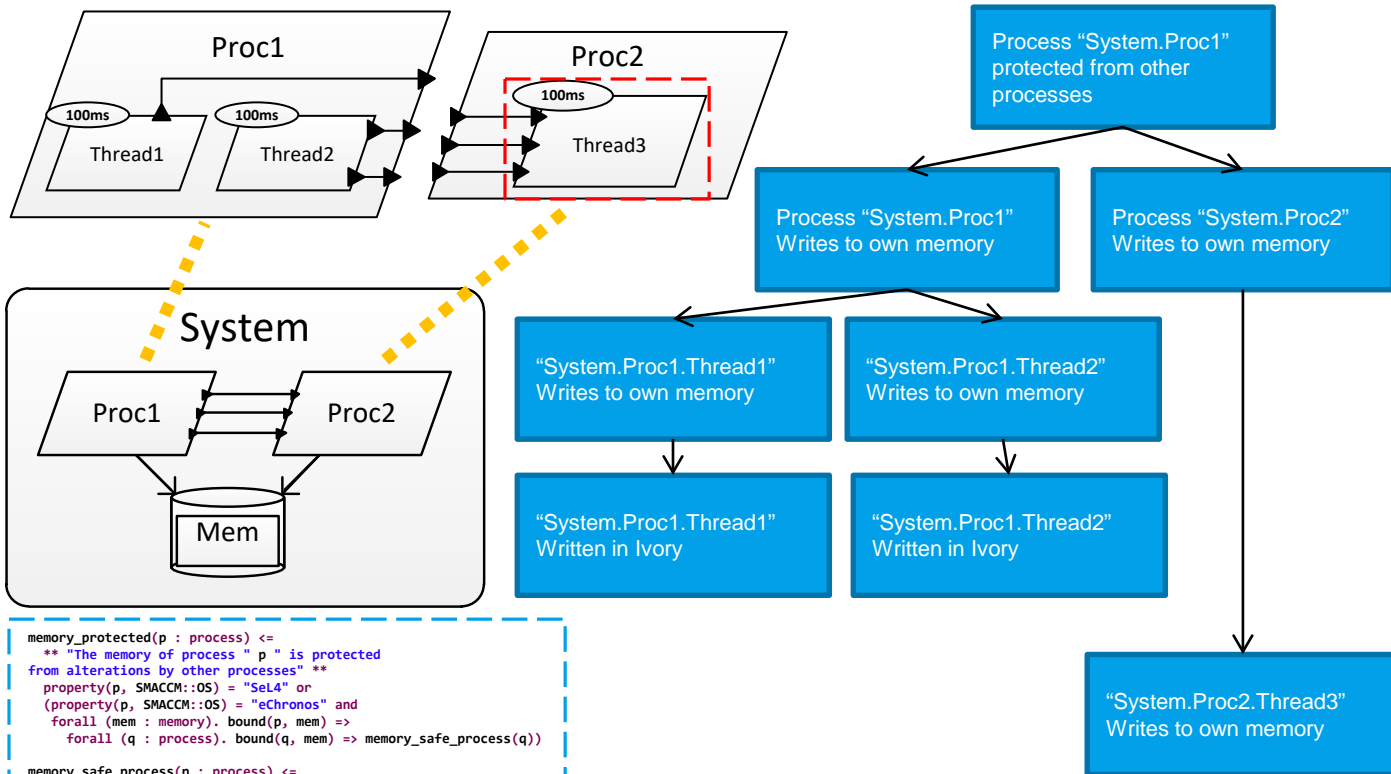 Proc1
100ms
Thread1
100ms
Thread2
Proc2
100ms
Thread3
System
Proc1
Proc2
Mem
Process “System.Proc1”
protected from other
processes
Process “System.Proc1”
Writes to own memory
Process “System.Proc2”
Writes to own memory
“System.Proc1.Thread1”
Writes to own memory
“System.Proc1.Thread2”
Writes to own memory
“System.Proc1.Thread1”
Written in Ivory
“System.Proc1.Thread2”
Written in Ivory
“System.Proc2.Thread3”
Writes to own memory
memory_protected(p : process) <=
** "The memory of process " p " is protected
from alterations by other processes" **
property(p, SMACCM::OS) = "SeL4" or
(property(p, SMACCM::OS) = "eChronos" and
forall (mem : memory). bound(p, mem) =>
forall (q : process). bound(q, mem) => memory_safe_process(q))
memory_safe_process(p : process) <=